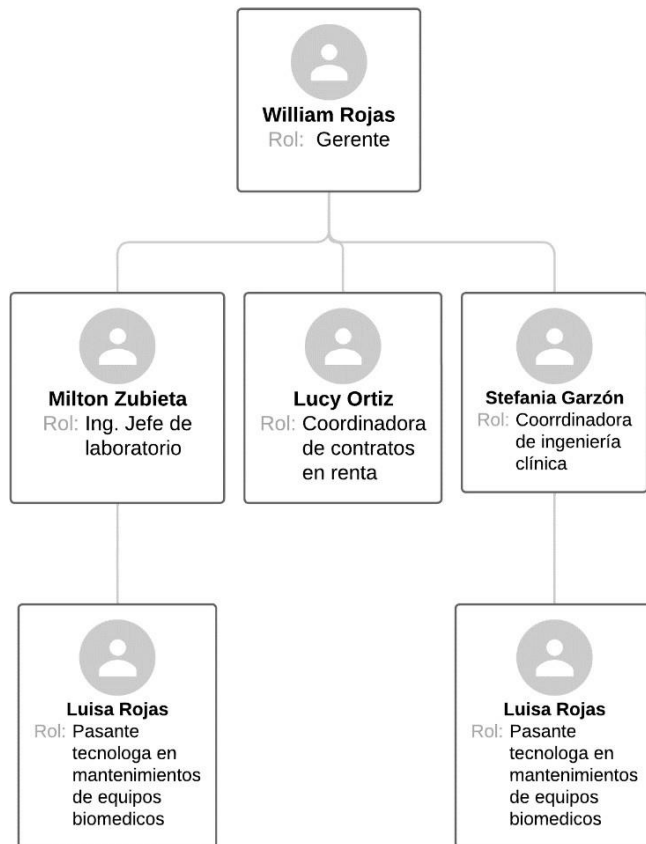 William Rojas
Rol: Gerente
Milton Zubieta
Rol: Ing. Jefe de
laboratorio
Lucy Ortiz
Rol: Coordinadora
de contratos
en renta
Stefania Garzón
Rol: Coorrdinadora
de ingeniería
clínica
Luisa Rojas
Rol: Pasante
tecnologa en
mantenimientos
de equipos
biomedicos
Luisa Rojas
Rol: Pasante
tecnologa en
mantenimientos
de equipos
biomedicos